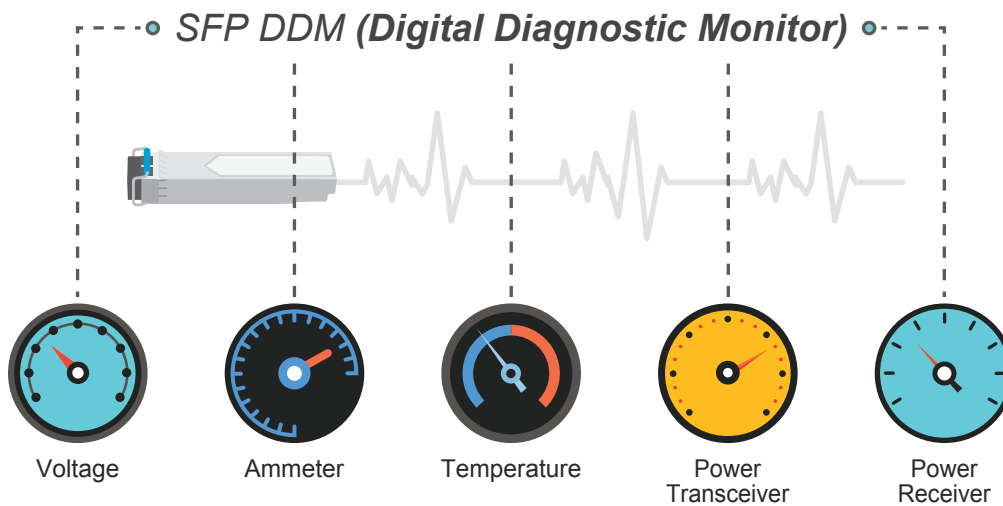 SFP DDM (Digital Diagnostic Monitor)
Voltage
Ammeter
Temperature
Power
Transceiver
Power
Receiver